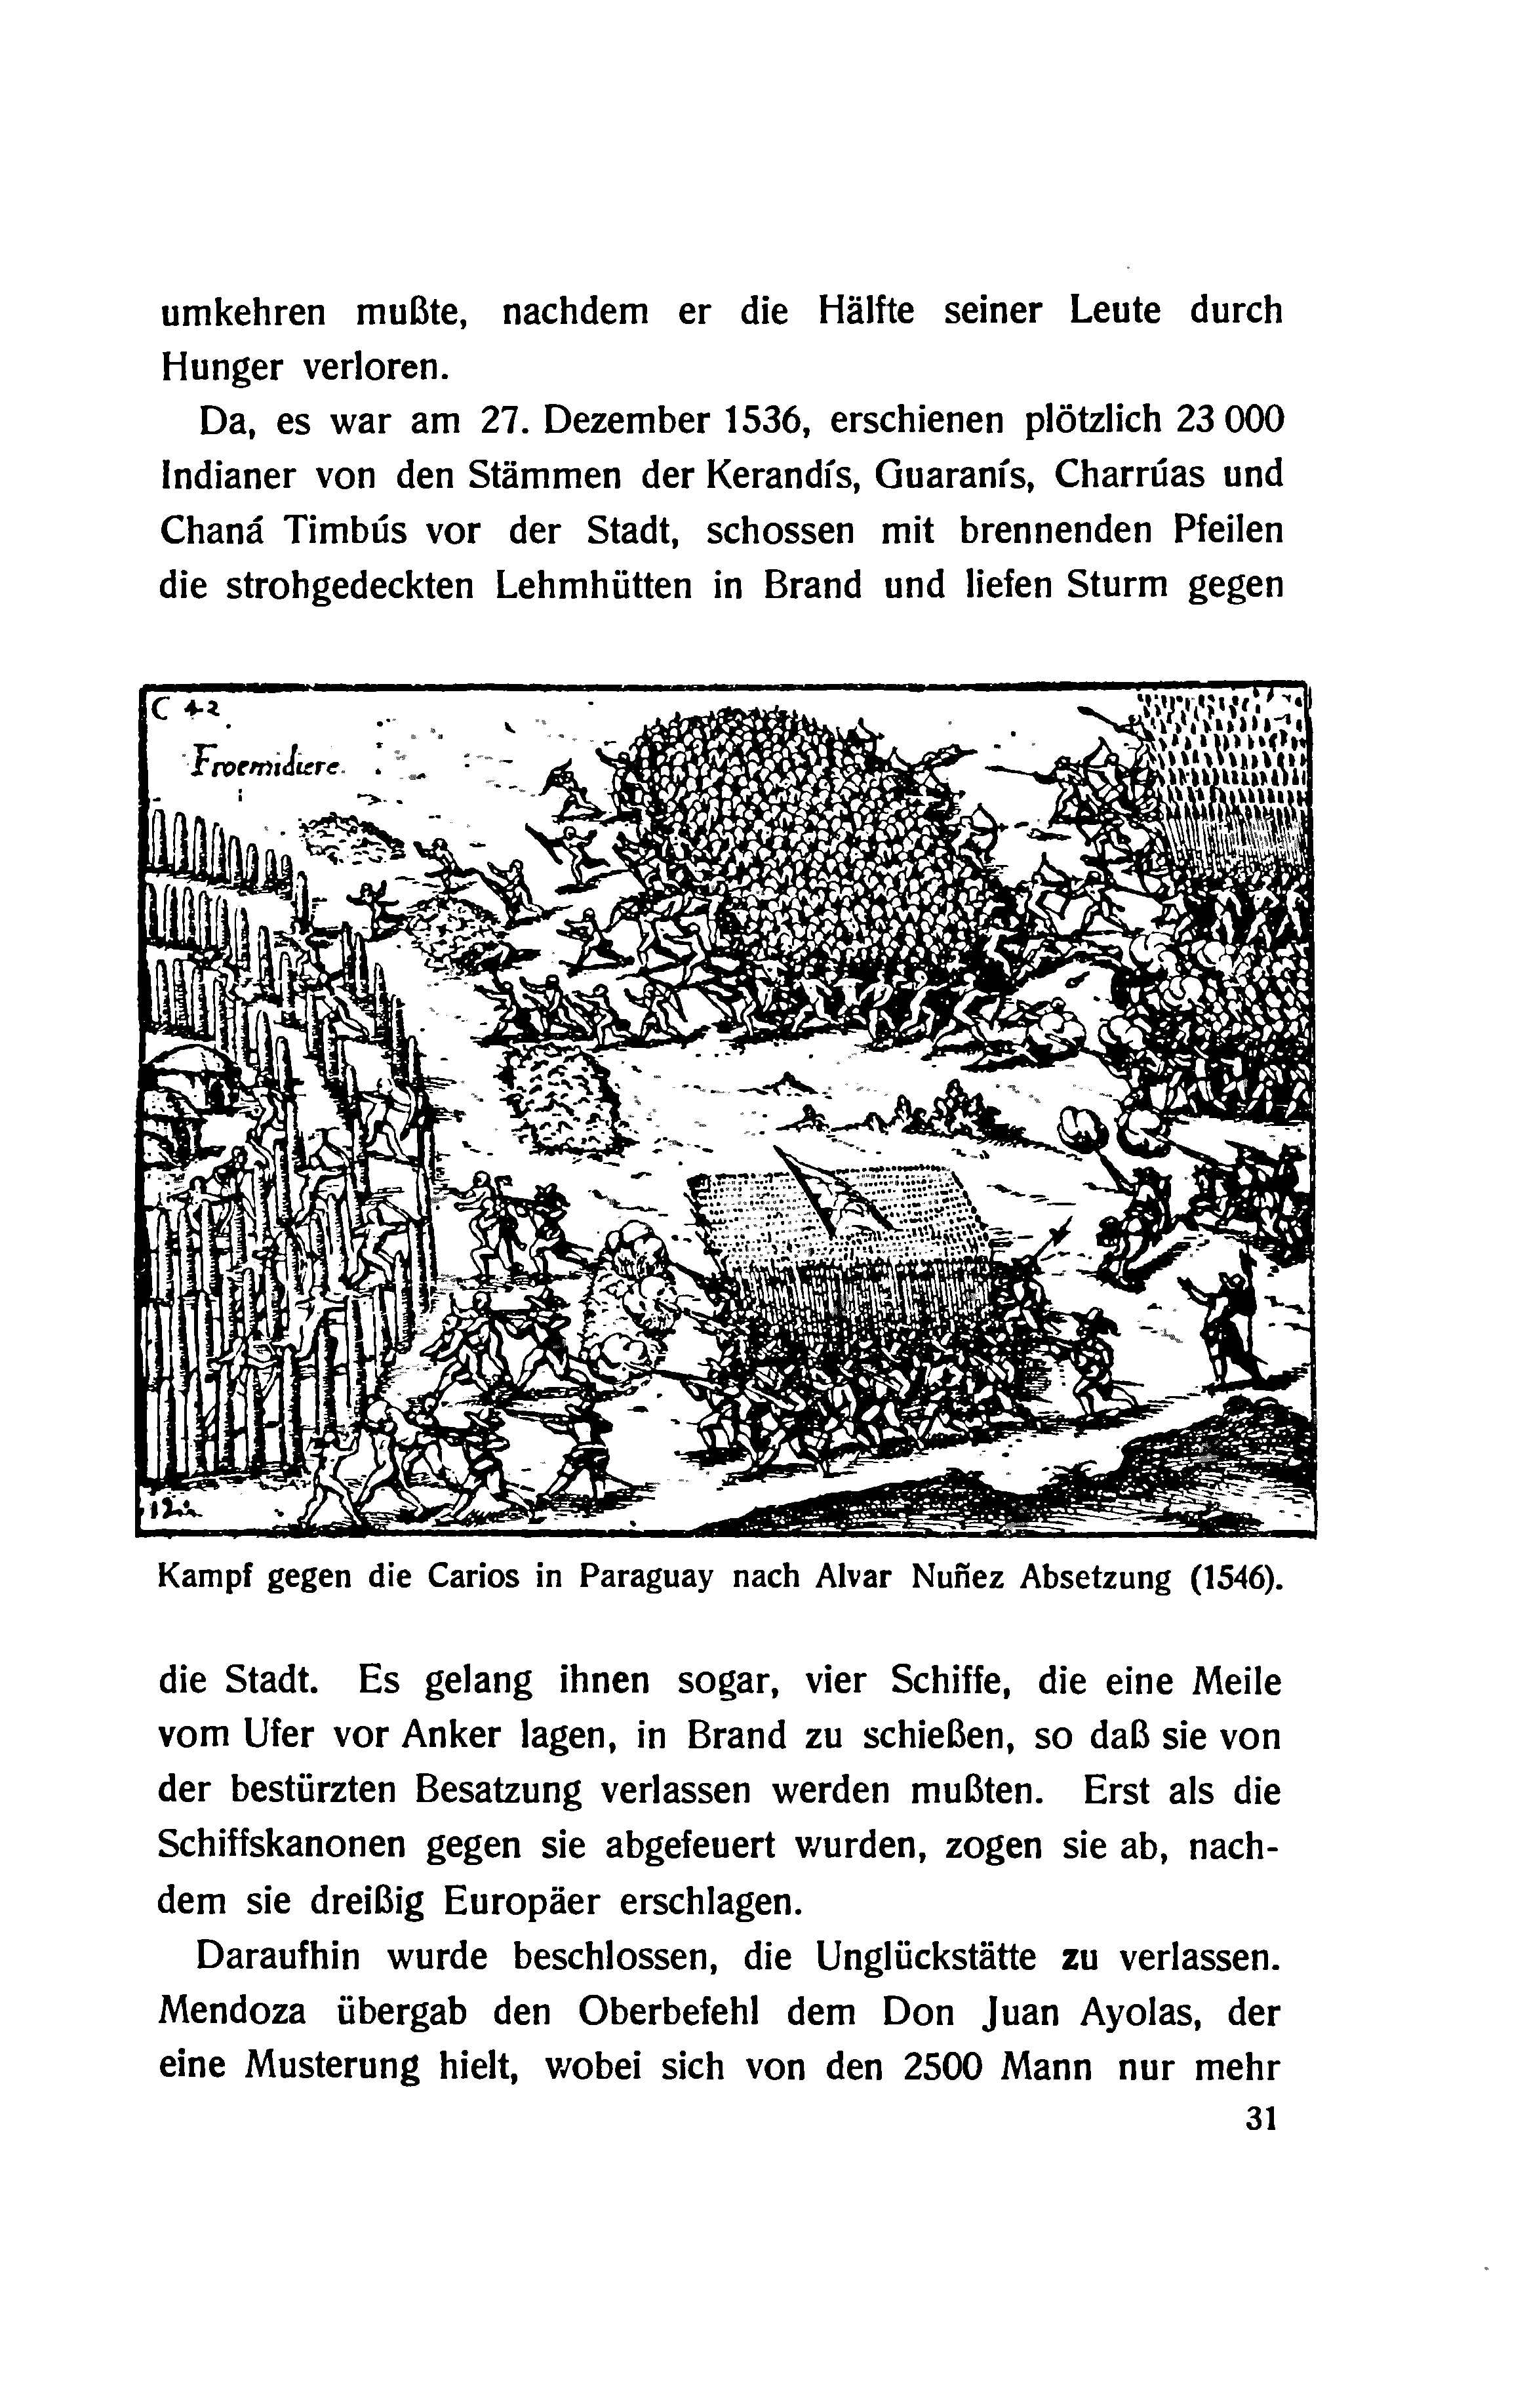 umkehren mußte, nachdem er die Hälfte seiner Leute durch
Hunger verloren.
Da, es war am 27. Dezember 1536, erschienen plötzlich 23 000
Indianer von den Stämmen der Kerandís, Guaranís, Charrúas und
Chaná Timbús vor der Stadt, schossen mit brennenden Pfeilen
die strohgedeckten Lehmhütten in Brand und liefen Sturm gegen
C 42
Froemidiere.
Kampf gegen die Carios in Paraguay nach Alvar Nuñez Absetzung (1546).
die Stadt. Es gelang ihnen sogar, vier Schiffe, die eine Meile
vom Ufer vor Anker lagen, in Brand zu schießen, so daß sie von
der bestürzten Besatzung verlassen werden mußten. Erst als die
Schiffskanonen gegen sie abgefeuert wurden, zogen sie ab, nach-
dem sie dreißig Europäer erschlagen.
Daraufhin wurde beschlossen, die Unglückstätte zu verlassen.
Mendoza übergab den Oberbefehl dem Don Juan Ayolas, der
eine Musterung hielt, wobei sich von den 2500 Mann nur mehr
31